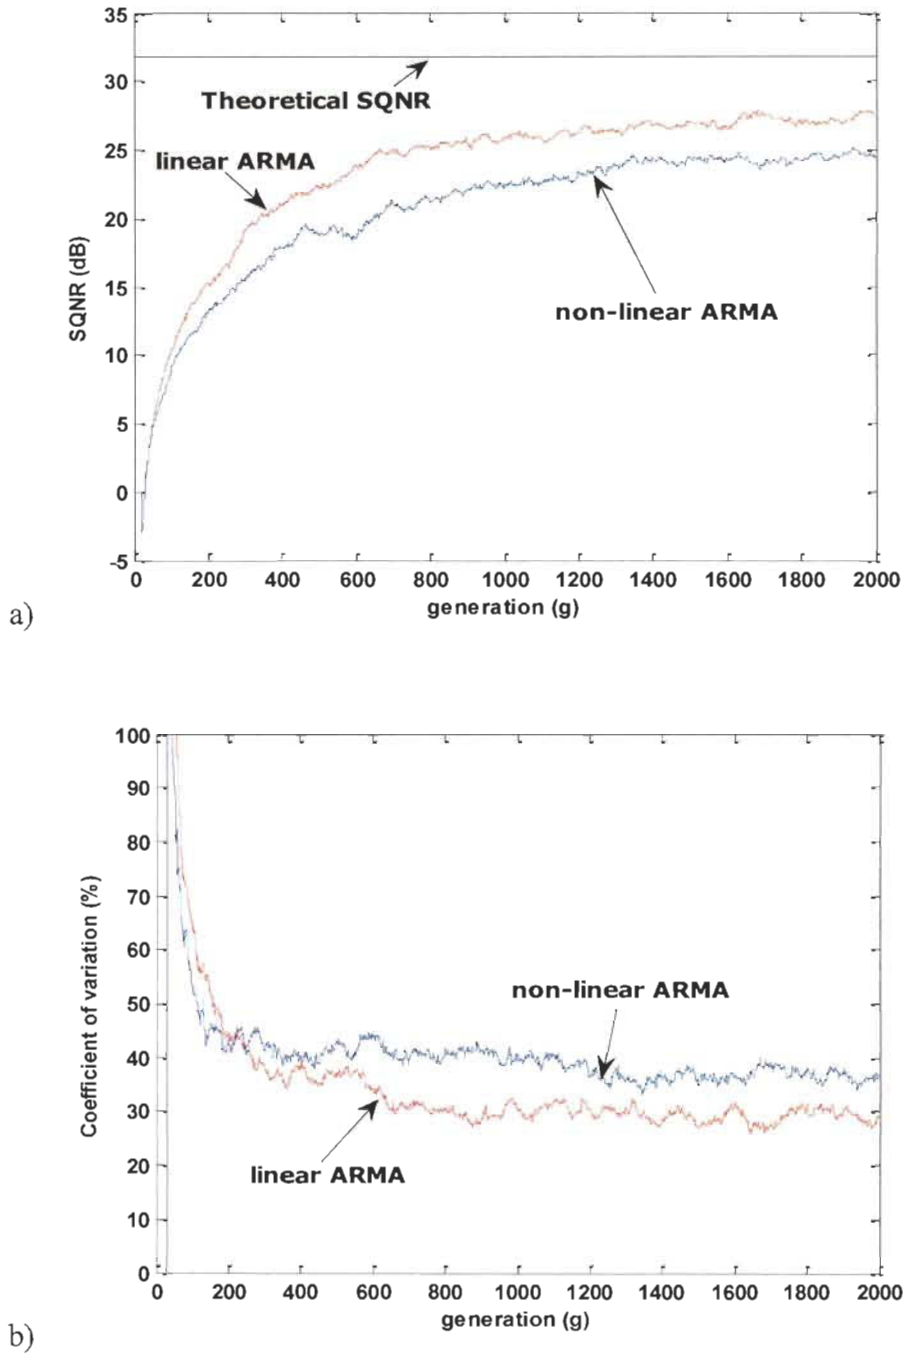 35
30
25
20
15
10
5
0
-5
SQNR (dB)
Theoretical SQNR
linear ARMA
non-linear ARMA
0 200 400 600 800 1000 1200 1400 1600 1800 2000
generation (g)
a)
100
90
80
70
60
50
40
30
20
10
0
Coefficient of variation (%)
non-linear ARMA
linear ARMA
0 200 400 600 800 1000 1200 1400 1600 1800 2000
generation (g)
b)